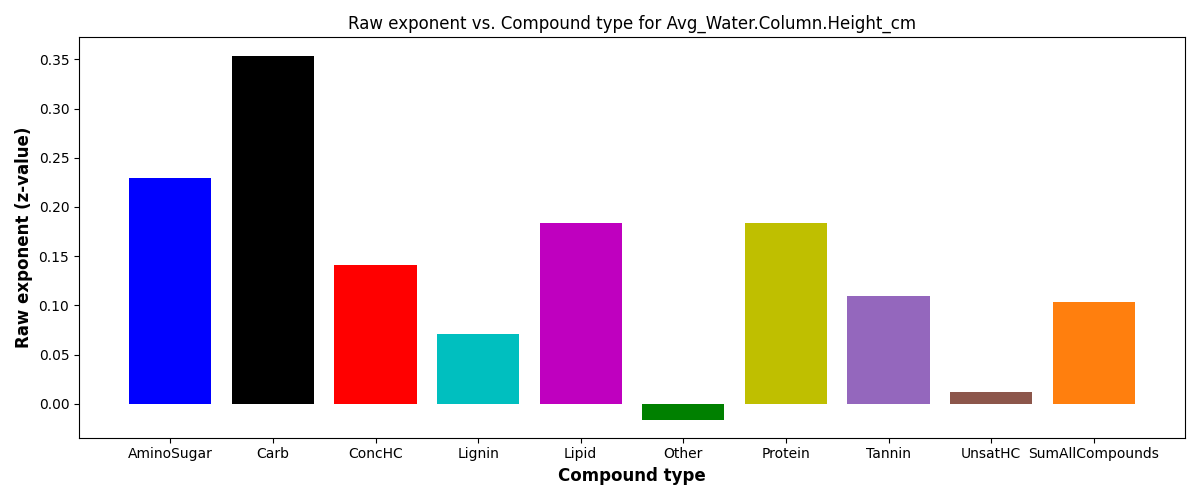 Raw exponent vs. Compound type for Avg_Water.Column.Height_cm
Raw exponent (z-value)
0.35
0.30
0.25
0.20
0.15
0.10
0.05
0.00
AminoSugar Carb ConcHC Lignin Lipid Other Protein Tannin UnsatHC SumAllCompounds
Compound type